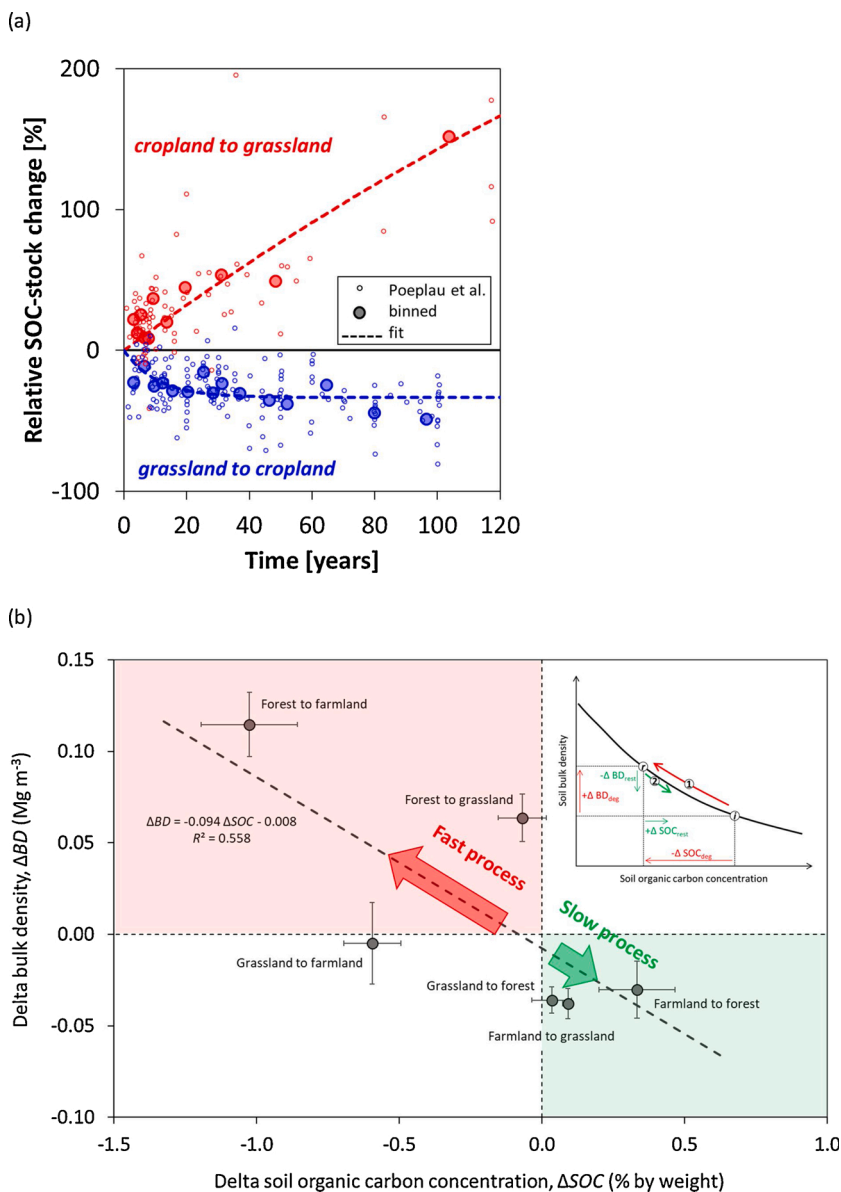 (a)
200
100
0
-100
Relative SOC-stock change [%]
cropland to grassland
Poeplau et al.
binned
fit
grassland to cropland
0 20 40 60 80 100 120
Time [years]
(b)
0.15
0.10
0.05
0.00
-0.05
-0.10
Delta bulk density, ΔBD (Mg m⁻³)
Forest to farmland
Forest to grassland
ΔBD = -0.094 ΔSOC - 0.008
R² = 0.558
Fast process
Slow process
Grassland to farmland
Grassland to forest
Farmland to forest
Farmland to grassland
Soil bulk density
r
2
1
i
-Δ BDrest
+Δ BDdeg
+Δ SOCrest
-Δ SOCdeg
Soil organic carbon concentration
-1.5 -1.0 -0.5 0.0 0.5 1.0
Delta soil organic carbon concentration, ΔSOC (% by weight)